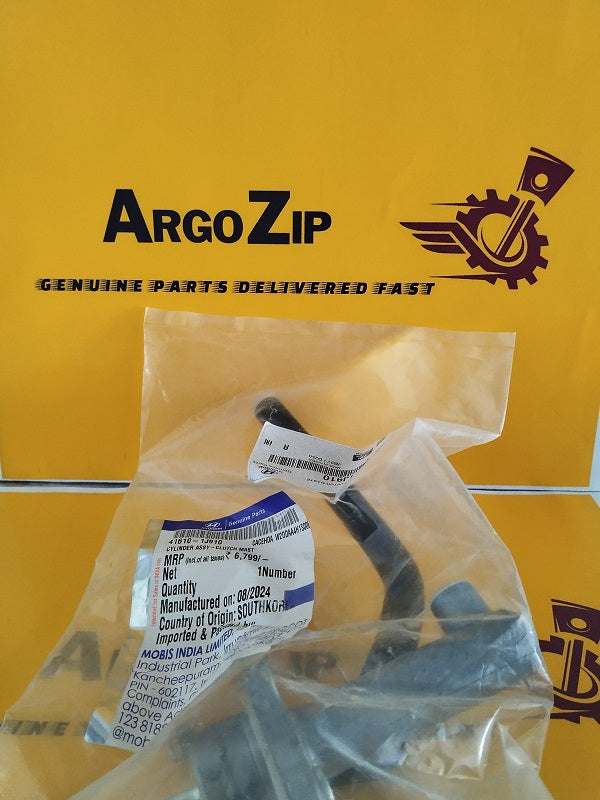 ARGOZIP
GENUINE PARTS DELIVERED FAST
J910
Genuine Parts
41610-1J910
CYLINDER ASSY-CLUTCH MAST
MRP (incl.of all taxes) ₹ 6,799/-
Net 1Number
Quantity
Manufactured on: 08/2024
Country of Origin: SOUTHKOREA
Imported &
MOBIS INDIA LIMITED,
Industrial Park,
Kancheepuram
PIN - 602117,
Complaints,
above
123 818
@mob